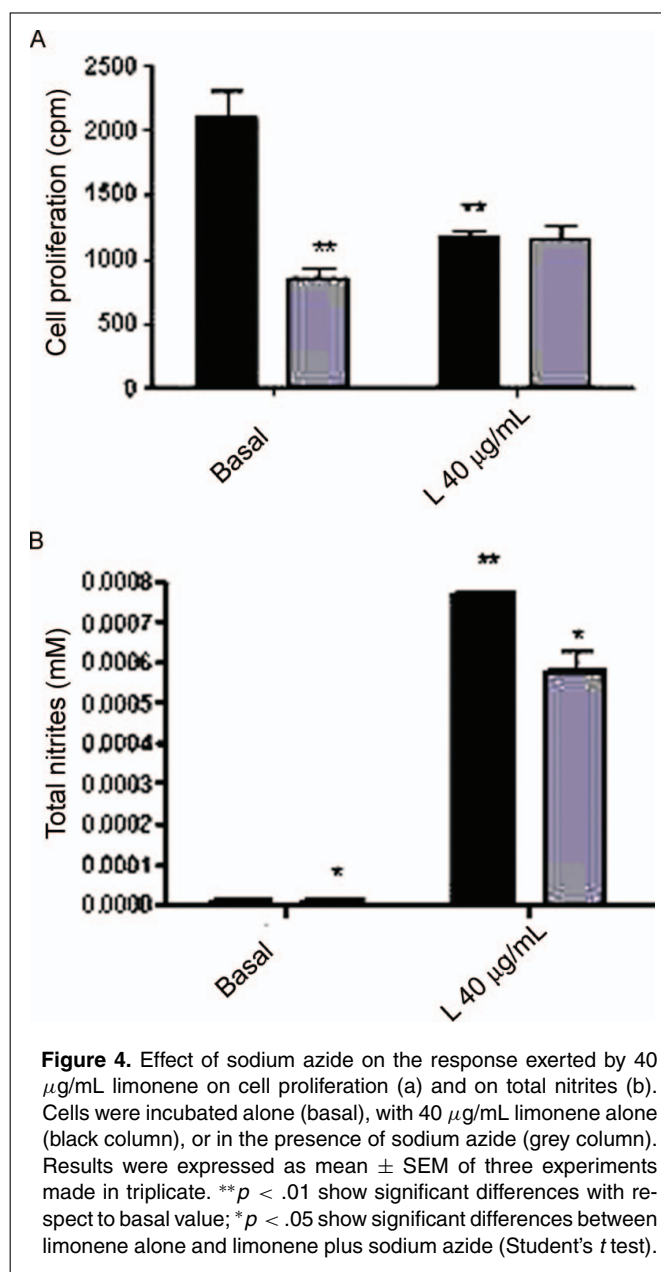 A
Cell proliferation (cpm)
2500
2000
1500
1000
500
0
**
**
Basal
L 40 μg/mL
B
Total nitrites (mM)
0.0008
0.0007
0.0006
0.0005
0.0004
0.0003
0.0002
0.0001
0.0000
*
**
*
Basal
L 40 μg/mL
Figure 4. Effect of sodium azide on the response exerted by 40
μg/mL limonene on cell proliferation (a) and on total nitrites (b).
Cells were incubated alone (basal), with 40 μg/mL limonene alone
(black column), or in the presence of sodium azide (grey column).
Results were expressed as mean ± SEM of three experiments
made in triplicate. **p < .01 show significant differences with re-
spect to basal value; *p < .05 show significant differences between
limonene alone and limonene plus sodium azide (Student's t test).